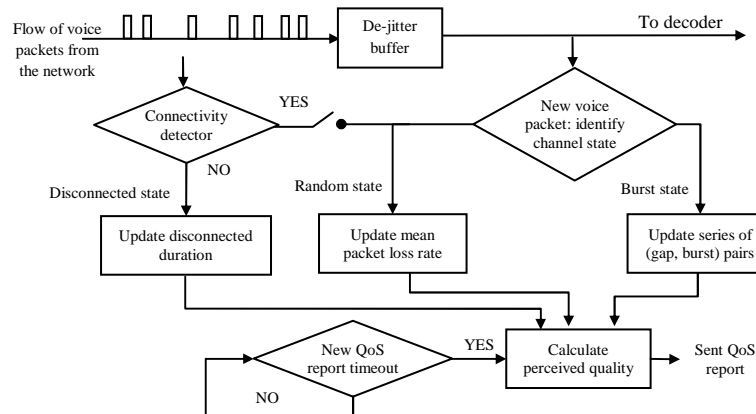 Flow of voice
packets from
the network
De-jitter
buffer
To decoder
Connectivity
detector
YES
NO
New voice
packet: identify
channel state
Disconnected state
Random state
Burst state
Update disconnected
duration
Update mean
packet loss rate
Update series of
(gap, burst) pairs
New QoS
report timeout
YES
NO
Calculate
perceived quality
Sent QoS
report